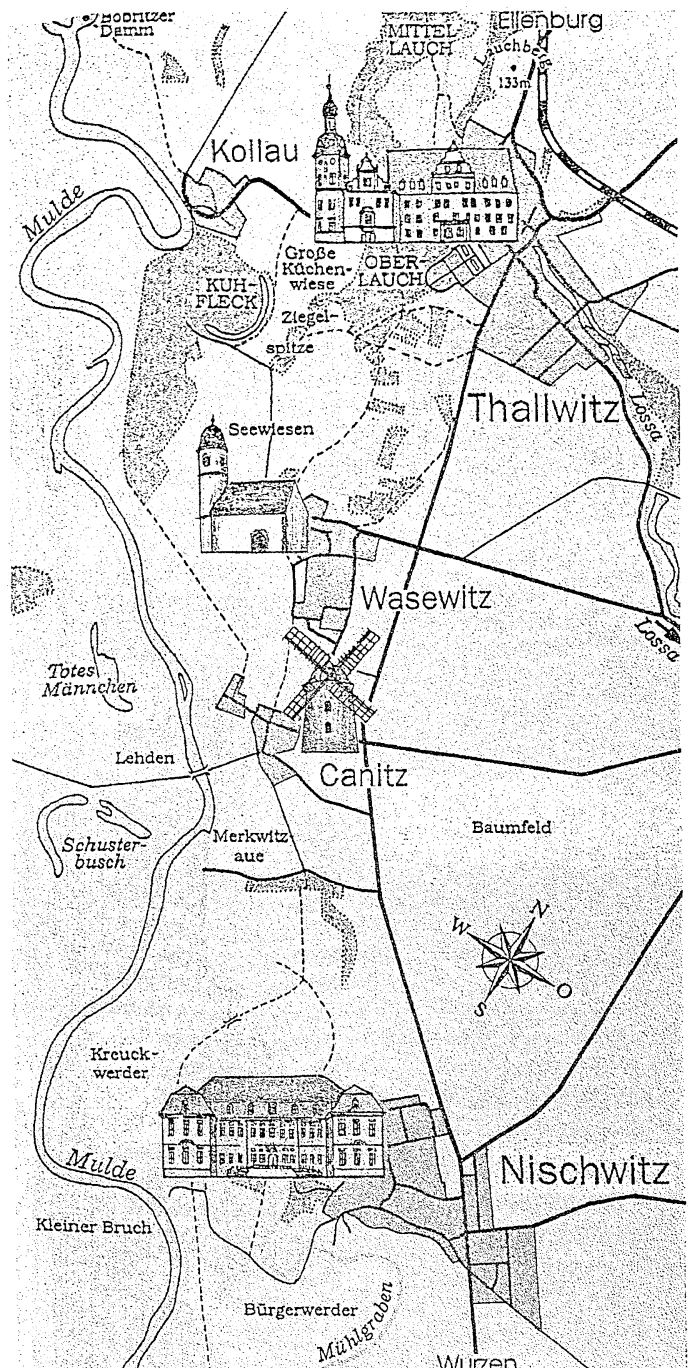 Bobritzer
Damm
MITTEL-
LAUCH
Eilenburg
Lauchberg
133m
Kollau
Mulde
Große
Küchen-
wiese
OBER-
LAUCH
KUH-
FLECK
Ziegel-
spitze
Thallwitz
Lossa
Seewiesen
Wasewitz
Lossa
Totes
Männchen
Lehden
Canitz
Schuster-
busch
Merkwitz-
aue
Baumfeld
N
W
O
S
Kreuck-
werder
Mulde
Nischwitz
Kleiner Bruch
Bürgerwerder
Mühlgraben
Wurzen